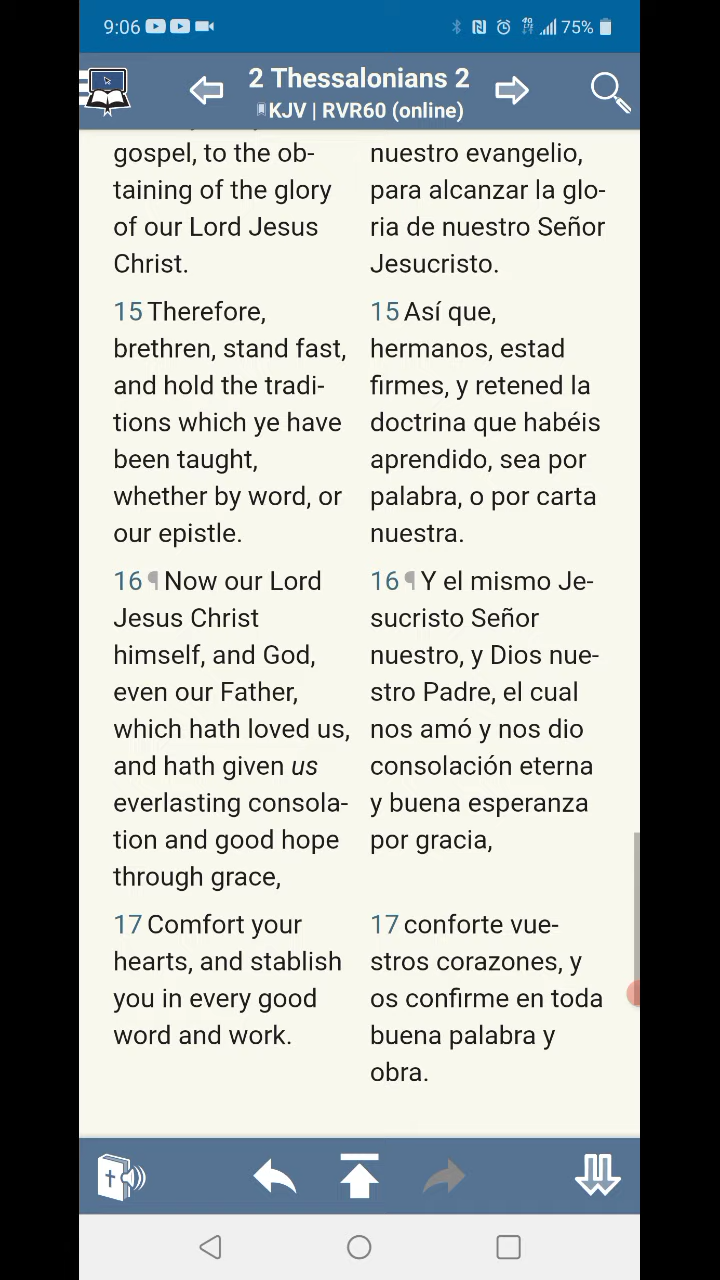 9:06
4G
75%
2 Thessalonians 2
KJV | RVR60 (online)
gospel, to the ob-
taining of the glory
of our Lord Jesus
Christ.
15 Therefore,
brethren, stand fast,
and hold the tradi-
tions which ye have
been taught,
whether by word, or
our epistle.
16 ¶ Now our Lord
Jesus Christ
himself, and God,
even our Father,
which hath loved us,
and hath given us
everlasting consola-
tion and good hope
through grace,
17 Comfort your
hearts, and stablish
you in every good
word and work.
nuestro evangelio,
para alcanzar la glo-
ria de nuestro Señor
Jesucristo.
15 Así que,
hermanos, estad
firmes, y retened la
doctrina que habéis
aprendido, sea por
palabra, o por carta
nuestra.
16 ¶ Y el mismo Je-
sucristo Señor
nuestro, y Dios nue-
stro Padre, el cual
nos amó y nos dio
consolación eterna
y buena esperanza
por gracia,
17 conforte vue-
stros corazones, y
os confirme en toda
buena palabra y
obra.